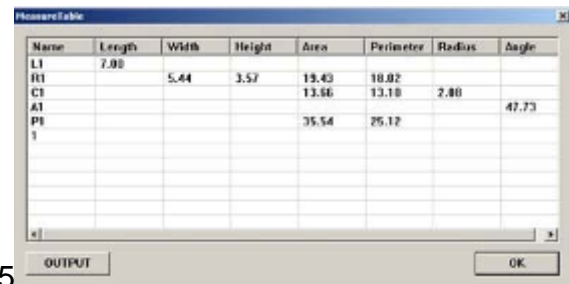 MeasureTable
Name Length Width Height Area Perimeter Radius Angle
L1 7.00
R1 5.44 3.57 19.43 18.02
C1 13.66 13.10 2.08
A1 47.73
P1 35.54 25.12
1
5 OUTPUT OK